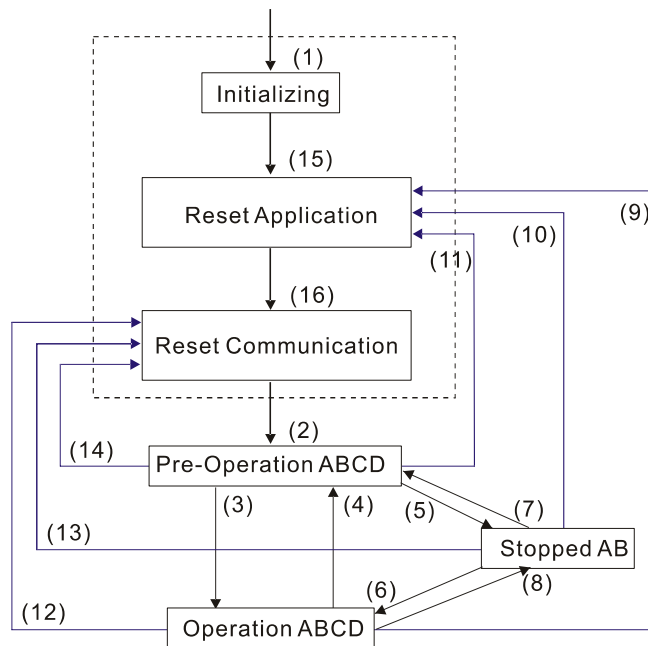 (1)
Initializing
(15)
Reset Application
(9)
(10)
(11)
(16)
Reset Communication
(2)
(14)
Pre-Operation ABCD
(3)
(4)
(5)
(7)
(13)
Stopped AB
(6)
(8)
(12)
Operation ABCD